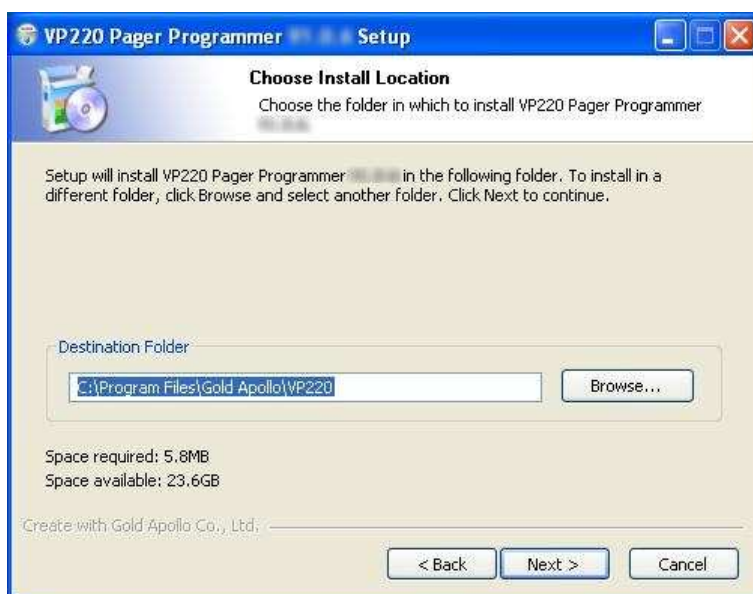 VP220 Pager Programmer Setup
Choose Install Location
Choose the folder in which to install VP220 Pager Programmer
Setup will install VP220 Pager Programmer in the following folder. To install in a
different folder, click Browse and select another folder. Click Next to continue.
Destination Folder
C:\Program Files\Gold Apollo\VP220
Browse...
Space required: 5.8MB
Space available: 23.6GB
Create with Gold Apollo Co., Ltd.
< Back
Next >
Cancel